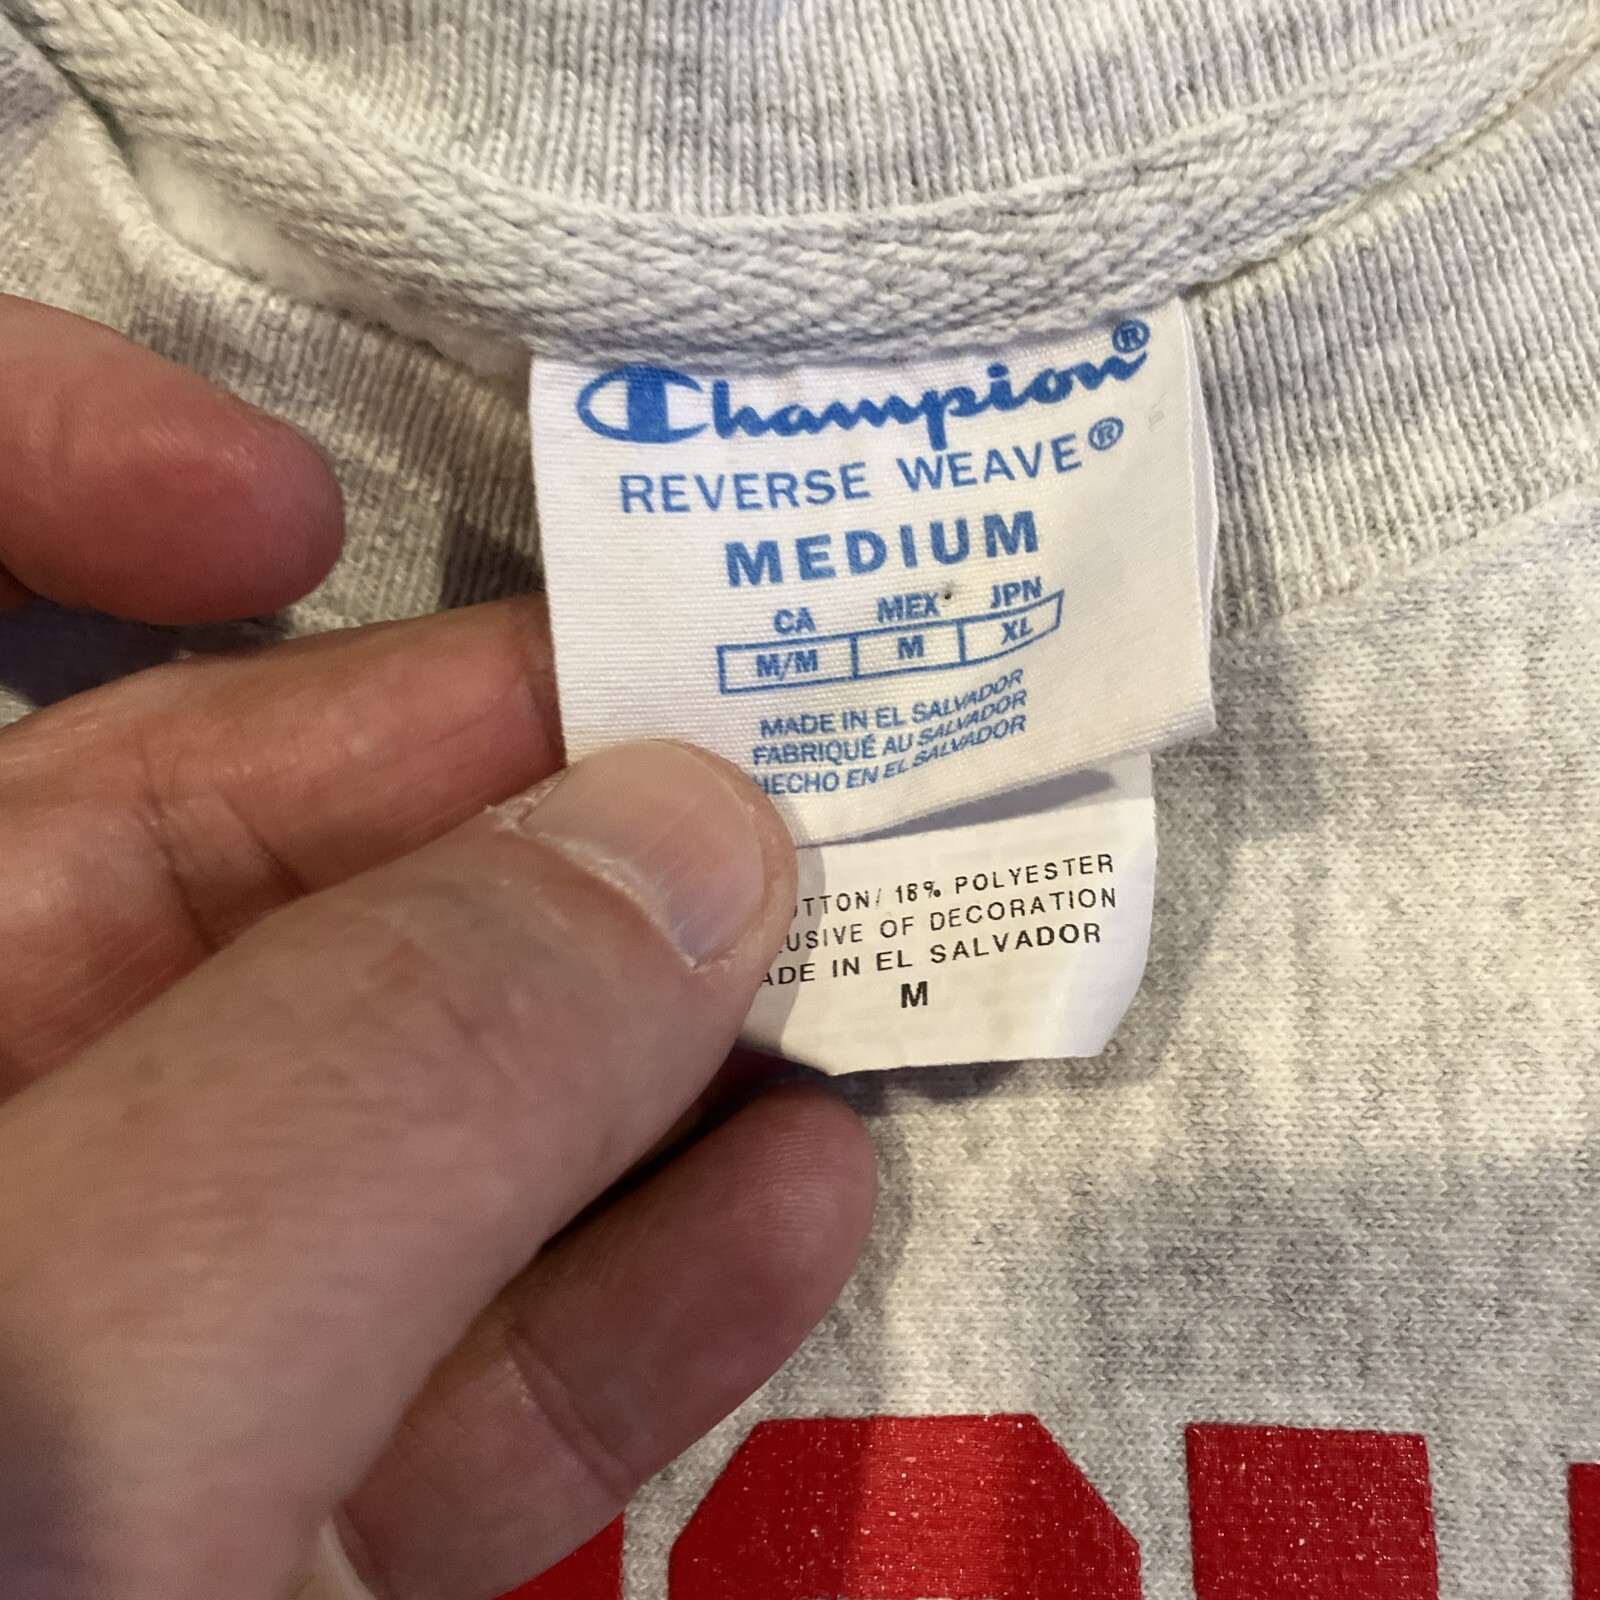 Champion®
REVERSE WEAVE®
MEDIUM
CA MEX JPN
M/M M XL
MADE IN EL SALVADOR
FABRIQUÉ AU SALVADOR
HECHO EN EL SALVADOR
/ 18% POLYESTER
OF DECORATION
IN EL SALVADOR
M